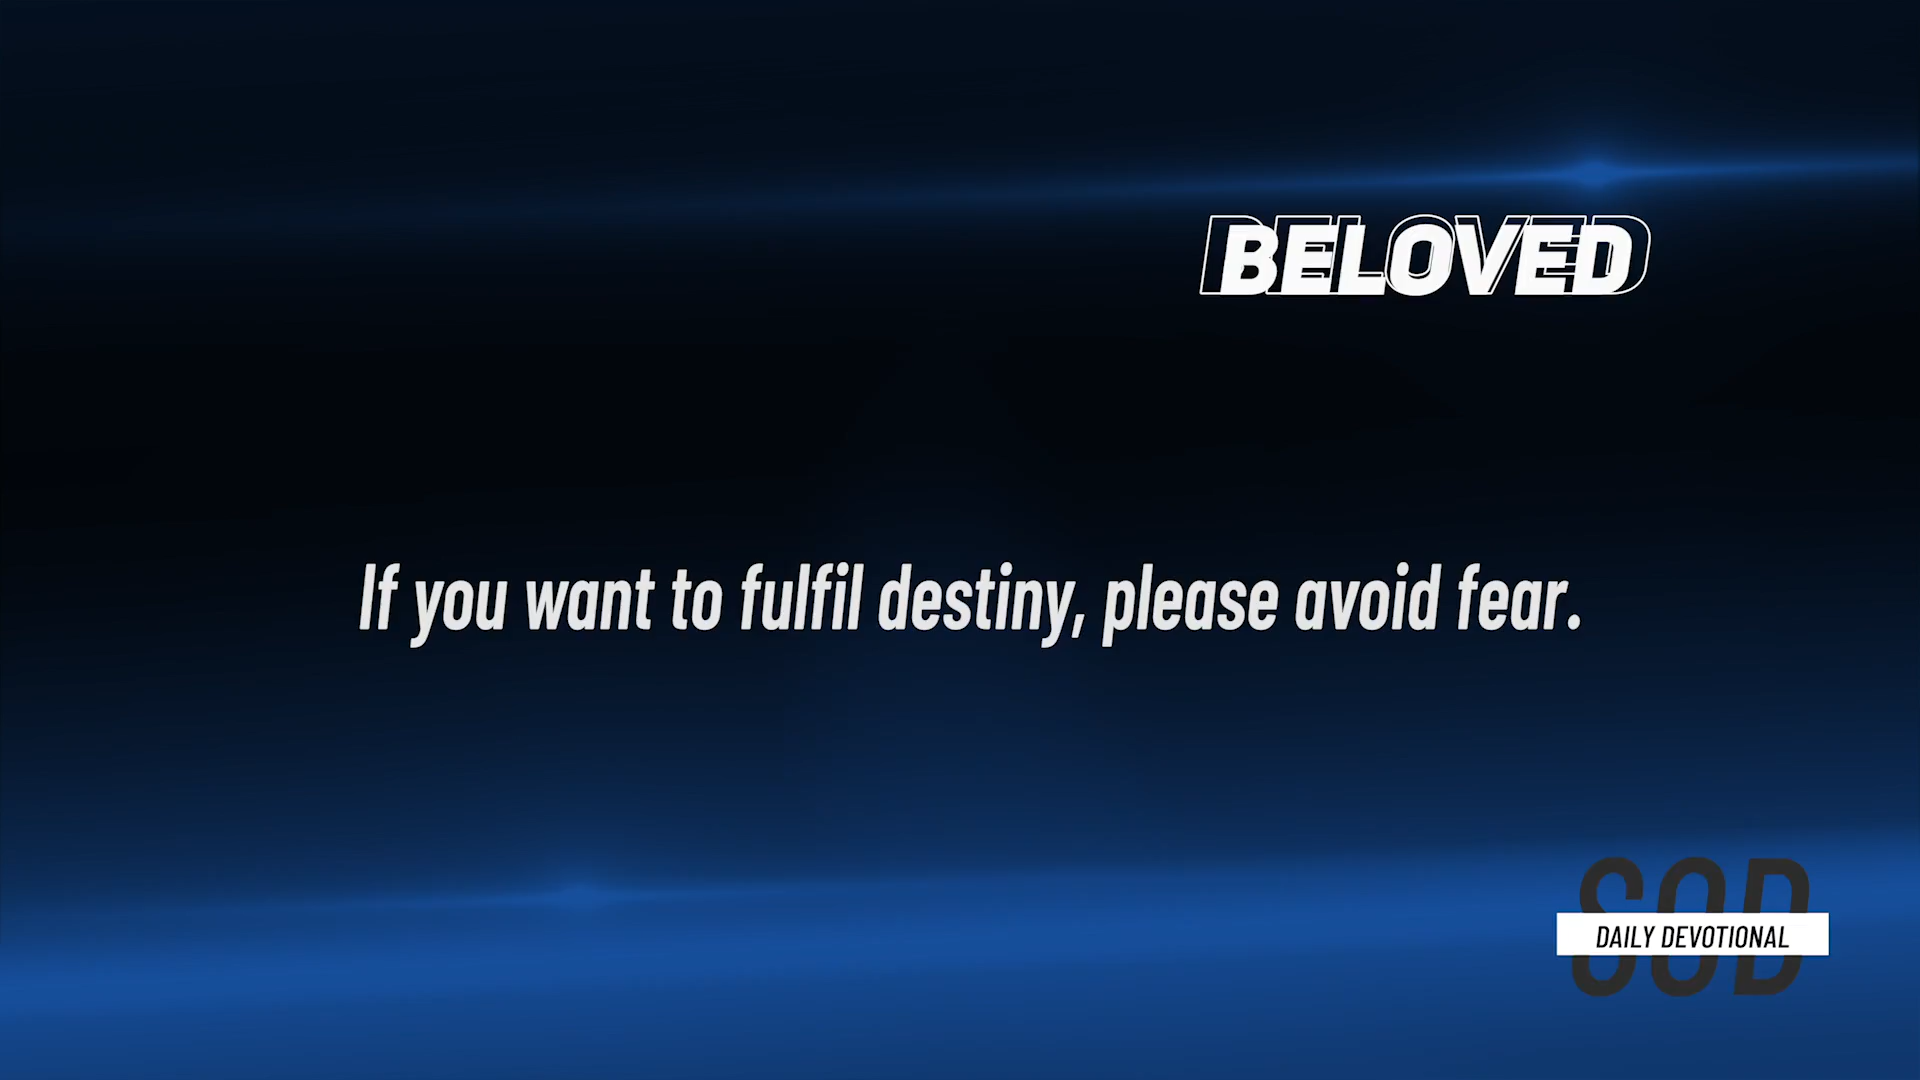 BELOVED
If you want to fulfil destiny, please avoid fear.
SOD
DAILY DEVOTIONAL